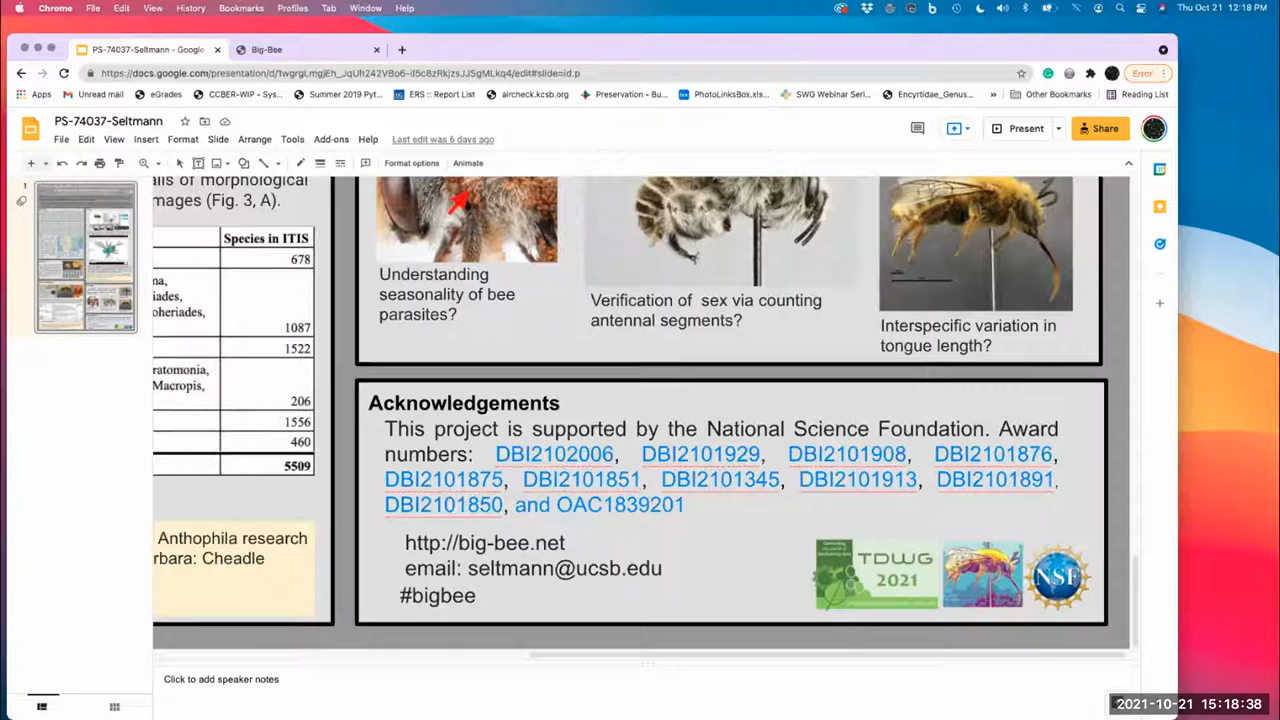 Chrome File Edit View History Bookmarks Profiles Tab Window Help Thu Oct 21 12:18 PM
PS-74037-Seltmann - Google
Big-Bee
https://docs.google.com/presentation/d/1wgrgLmgjEh_JqUh242VBo6-il5c8zRkjzsJJSgMLkq4/edit#slide=id.p
Error
Apps Unread mail eGrades CCBER-WIP - Sys... Summer 2019 Pyt... ERS :: Report List aircheck.kcsb.org Preservation - Bu... PhotoLinksBox.xls... SWG Webinar Seri... Encyrtidae_Genus... » Other Bookmarks Reading List
PS-74037-Seltmann
File Edit View Insert Format Slide Arrange Tools Add-ons Help Last edit was 6 days ago
Present
Share
Format options Animate
1
ails of morphological
mages (Fig. 3, A).
Species in ITIS
678
ma,
iades,
oheriades,
1087
1522
ratomonia,
Macropis,
206
1556
460
5509
Anthophila research
rbara: Cheadle
Understanding
seasonality of bee
parasites?
Verification of sex via counting
antennal segments?
Interspecific variation in
tongue length?
Acknowledgements
This project is supported by the National Science Foundation. Award
numbers: DBI2102006, DBI2101929, DBI2101908, DBI2101876,
DBI2101875, DBI2101851, DBI2101345, DBI2101913, DBI2101891,
DBI2101850, and OAC1839201
http://big-bee.net
email: seltmann@ucsb.edu
#bigbee
TDWG
2021
NSF
Click to add speaker notes
2021-10-21 15:18:38